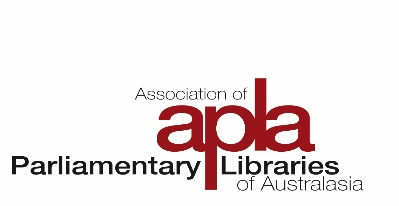 Association of
apla
Parliamentary Libraries
of Australasia